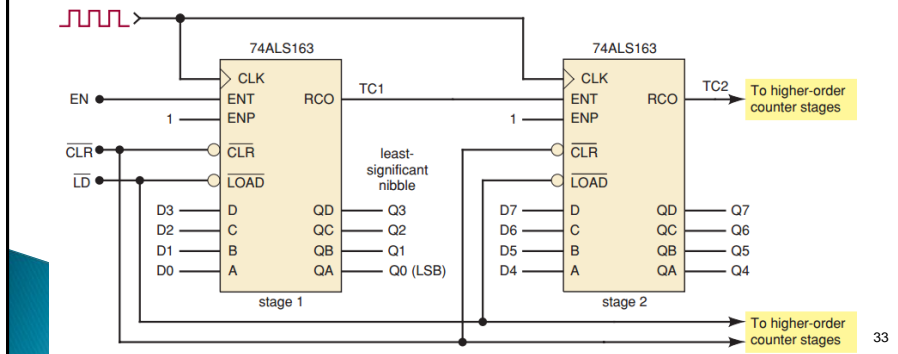 74ALS163
74ALS163
CLK
CLK
EN
ENT
RCO
TC1
ENT
RCO
TC2
To higher-order
counter stages
1
ENP
1
ENP
CLR
CLR
CLR
LD
LOAD
LOAD
least-
significant
nibble
D3
D
QD
Q3
D7
D
QD
Q7
D2
C
QC
Q2
D6
C
QC
Q6
D1
B
QB
Q1
D5
B
QB
Q5
D0
A
QA
Q0 (LSB)
D4
A
QA
Q4
stage 1
stage 2
To higher-order
counter stages
33